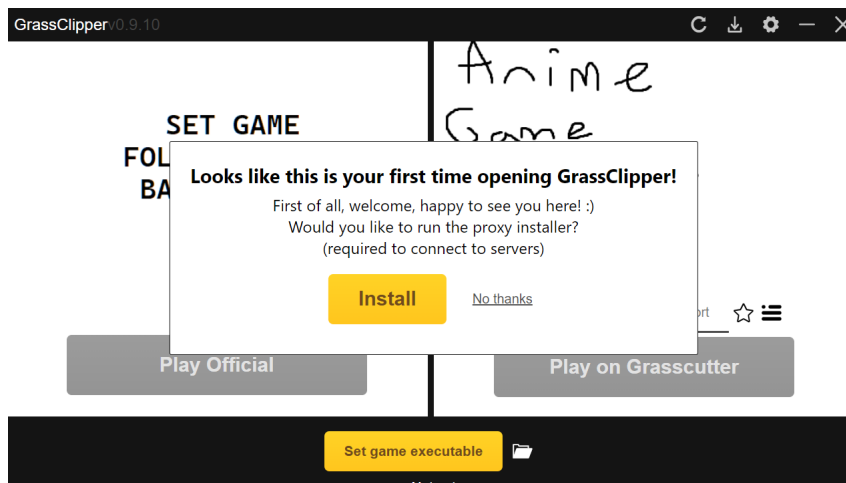 GrassClipper v0.9.10
Anime
Game
SET GAME
FOL
BA
Looks like this is your first time opening GrassClipper!
First of all, welcome, happy to see you here! :)
Would you like to run the proxy installer?
(required to connect to servers)
Install
No thanks
Play Official
Play on Grasscutter
Set game executable